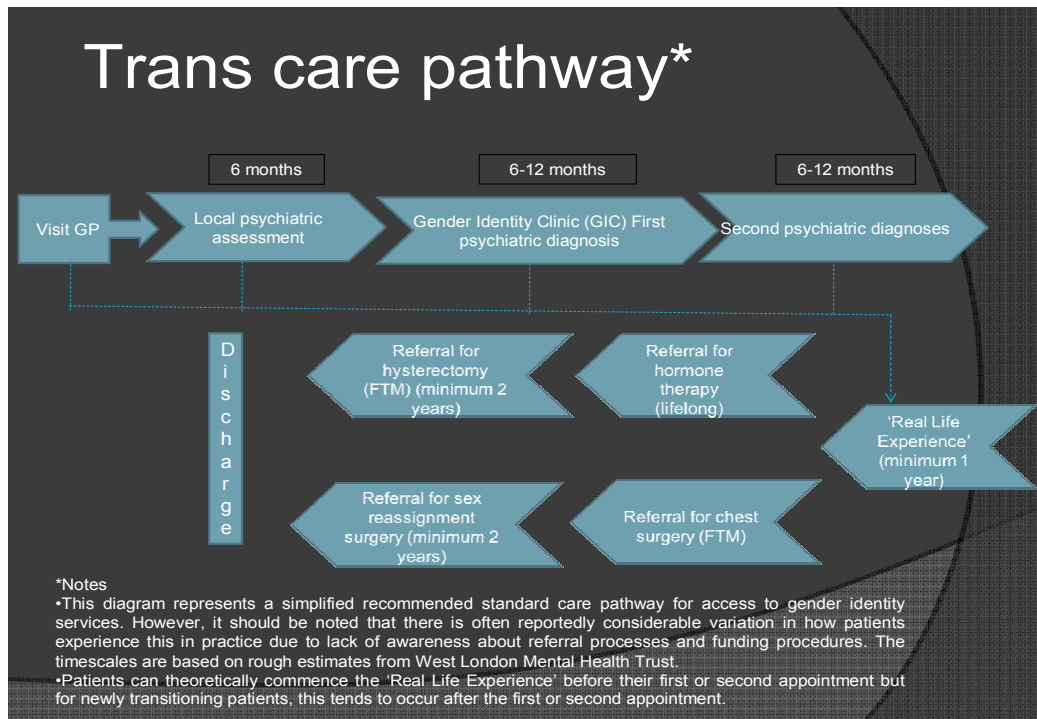 Trans care pathway*
6 months
6-12 months
6-12 months
Visit GP
Local psychiatric
assessment
Gender Identity Clinic (GIC) First
psychiatric diagnosis
Second psychiatric diagnoses
Discharge
Referral for
hysterectomy
(FTM) (minimum 2
years)
Referral for
hormone
therapy
(lifelong)
‘Real Life
Experience’
(minimum 1
year)
Referral for sex
reassignment
surgery (minimum 2
years)
Referral for chest
surgery (FTM)
*Notes
•This diagram represents a simplified recommended standard care pathway for access to gender identity
services. However, it should be noted that there is often reportedly considerable variation in how patients
experience this in practice due to lack of awareness about referral processes and funding procedures. The
timescales are based on rough estimates from West London Mental Health Trust.
•Patients can theoretically commence the ‘Real Life Experience’ before their first or second appointment but
for newly transitioning patients, this tends to occur after the first or second appointment.